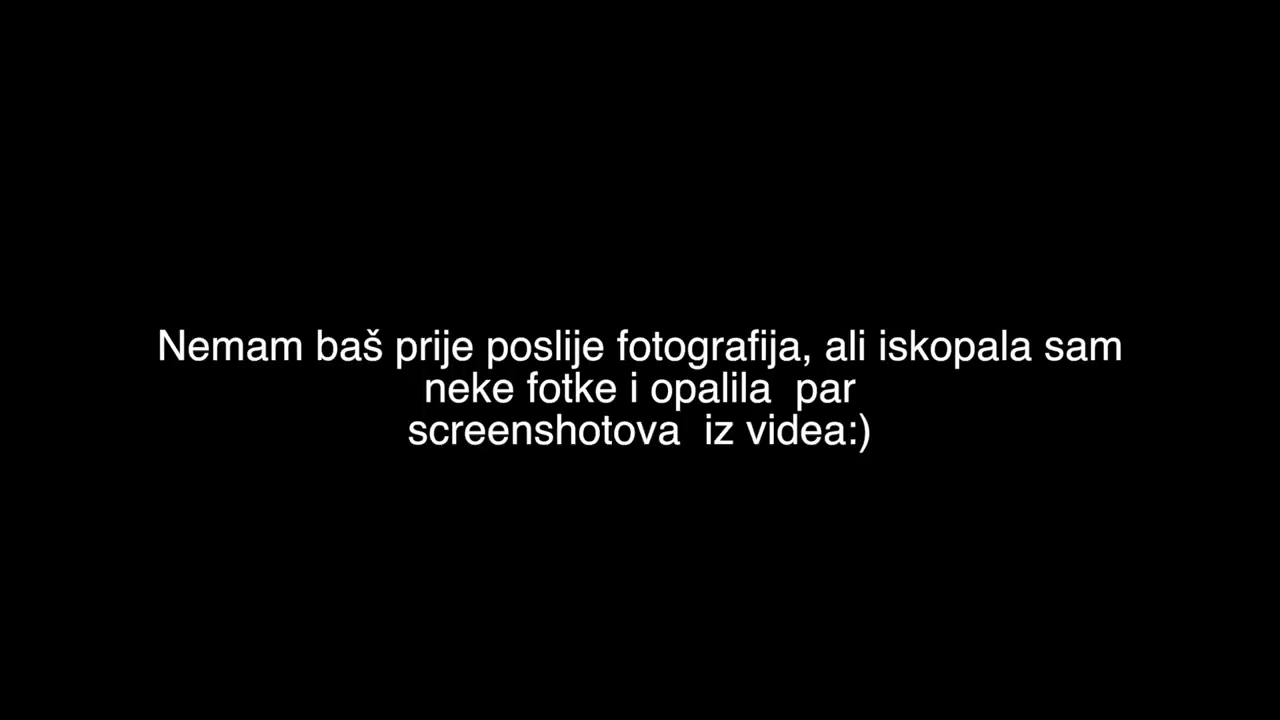 Nemam baš prije poslije fotografija, ali iskopala sam
neke fotke i opalila  par
screenshotova  iz videa:)